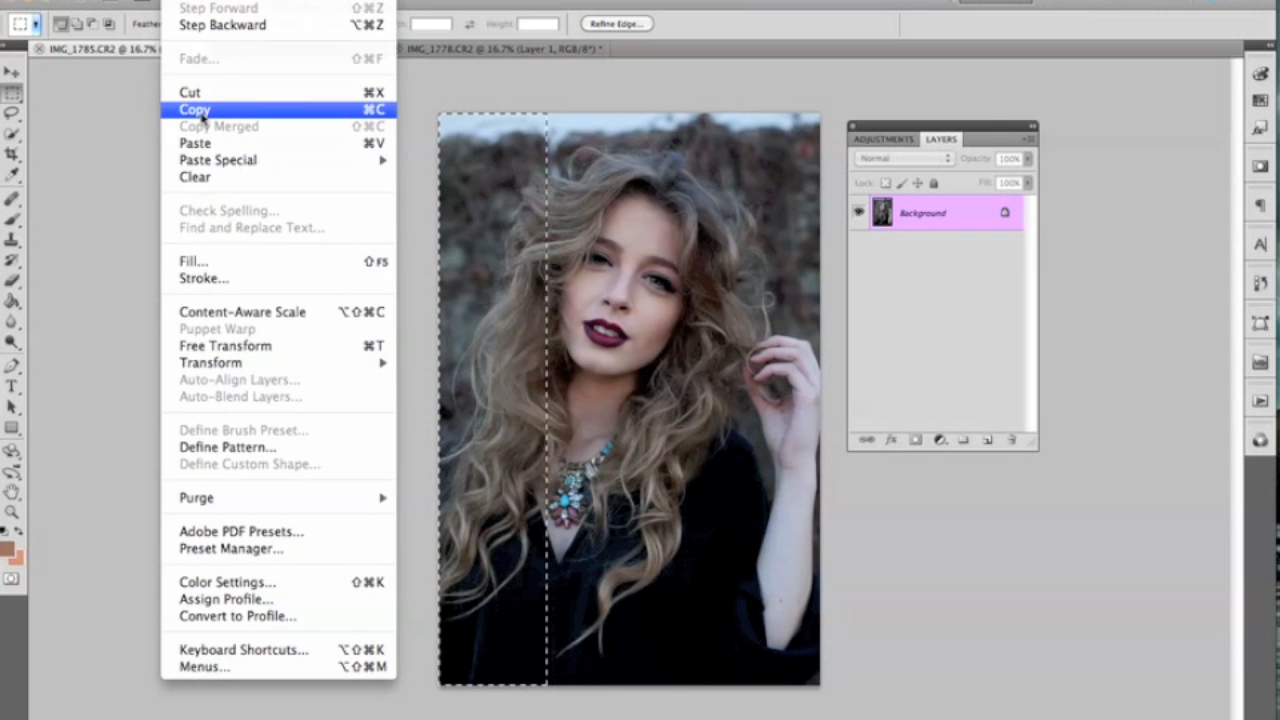 Step Forward ⇧⌘Z
Step Backward ⌥⌘Z
Feather
Height:
Refine Edge...
IMG_1785.CR2 @ 16.7%
IMG_1778.CR2 @ 16.7% (Layer 1, RGB/8*) *
Fade... ⇧⌘F
Cut ⌘X
Copy ⌘C
Copy Merged ⇧⌘C
Paste ⌘V
Paste Special
Clear
Check Spelling...
Find and Replace Text...
Fill... ⇧F5
Stroke...
Content-Aware Scale ⌥⇧⌘C
Puppet Warp
Free Transform ⌘T
Transform
Auto-Align Layers...
Auto-Blend Layers...
Define Brush Preset...
Define Pattern...
Define Custom Shape...
Purge
Adobe PDF Presets...
Preset Manager...
Color Settings... ⇧⌘K
Assign Profile...
Convert to Profile...
Keyboard Shortcuts... ⌥⇧⌘K
Menus... ⌥⇧⌘M
ADJUSTMENTS LAYERS
Normal Opacity: 100%
Lock: Fill: 100%
Background